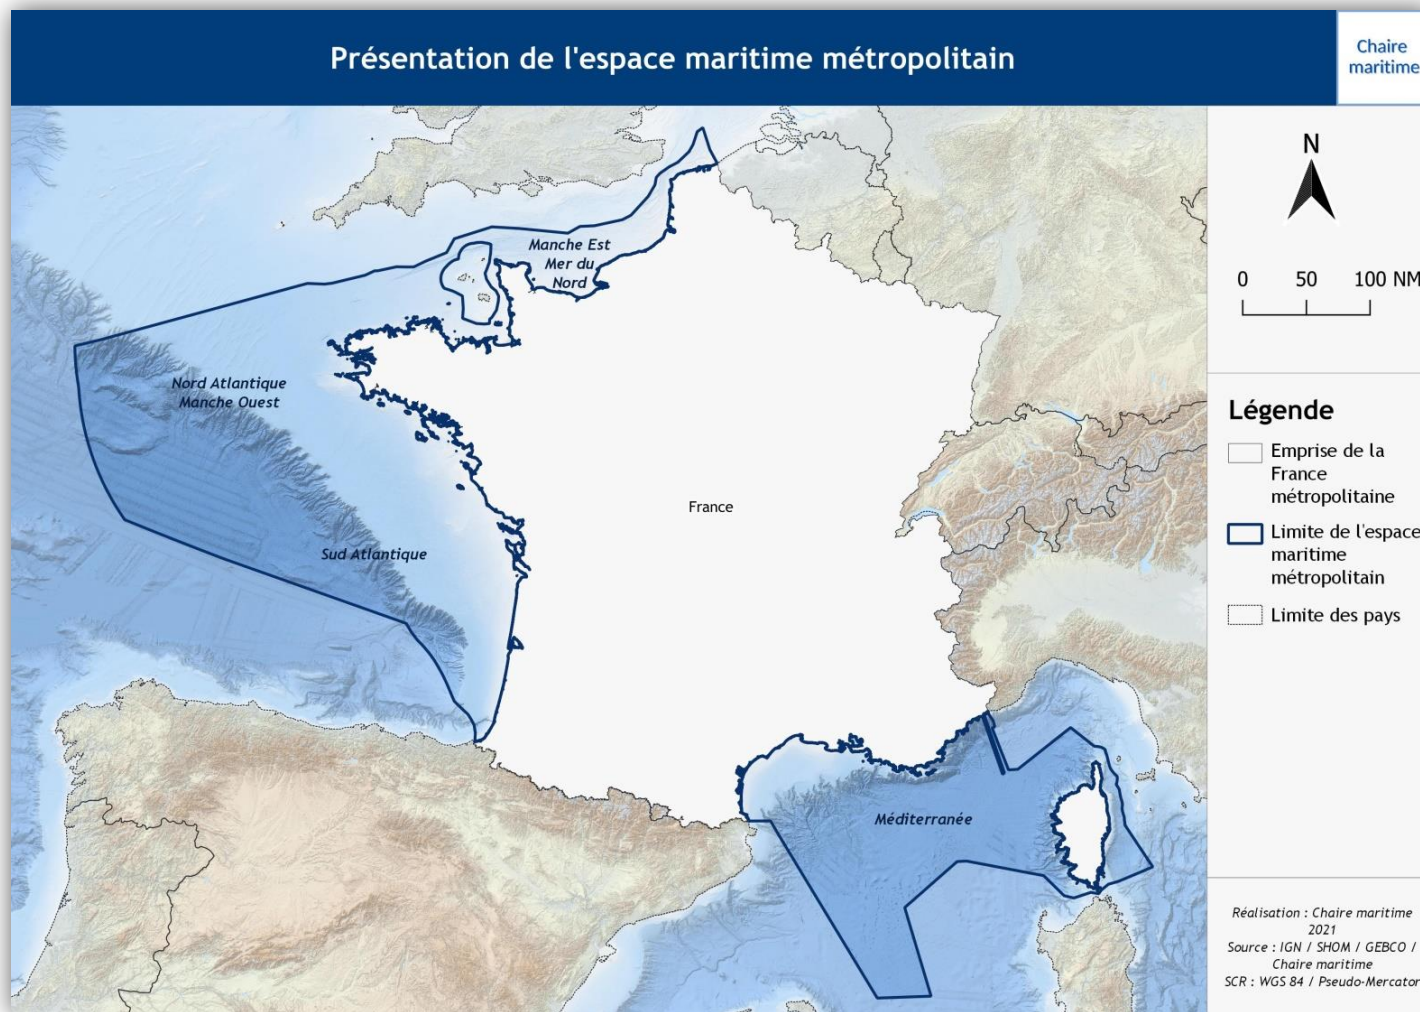 Présentation de l'espace maritime métropolitain
Chaire
maritime
N
0 50 100 NM
Manche Est
Mer du
Nord
Nord Atlantique
Manche Ouest
France
Sud Atlantique
Méditerranée
Légende
Emprise de la
France
métropolitaine
Limite de l'espace
maritime
métropolitain
Limite des pays
Réalisation : Chaire maritime
2021
Source : IGN / SHOM / GEBCO /
Chaire maritime
SCR : WGS 84 / Pseudo-Mercator